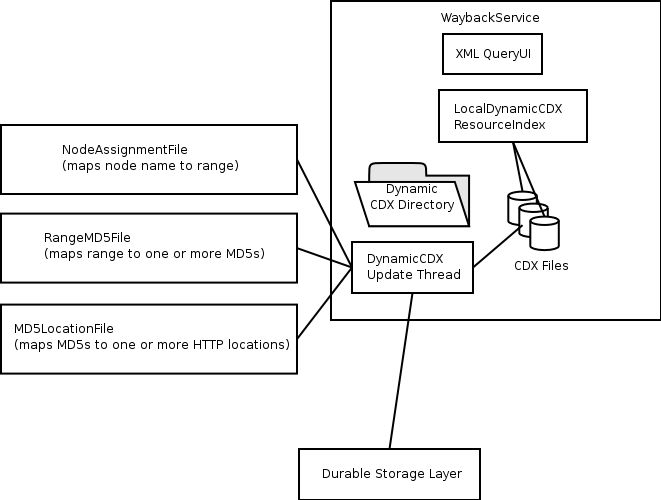 WaybackService
XML QueryUI
LocalDynamicCDX
ResourceIndex
NodeAssignmentFile
(maps node name to range)
Dynamic
CDX Directory
RangeMD5File
(maps range to one or more MD5s)
DynamicCDX
Update Thread
CDX Files
MD5LocationFile
(maps MD5s to one or more HTTP locations)
Durable Storage Layer